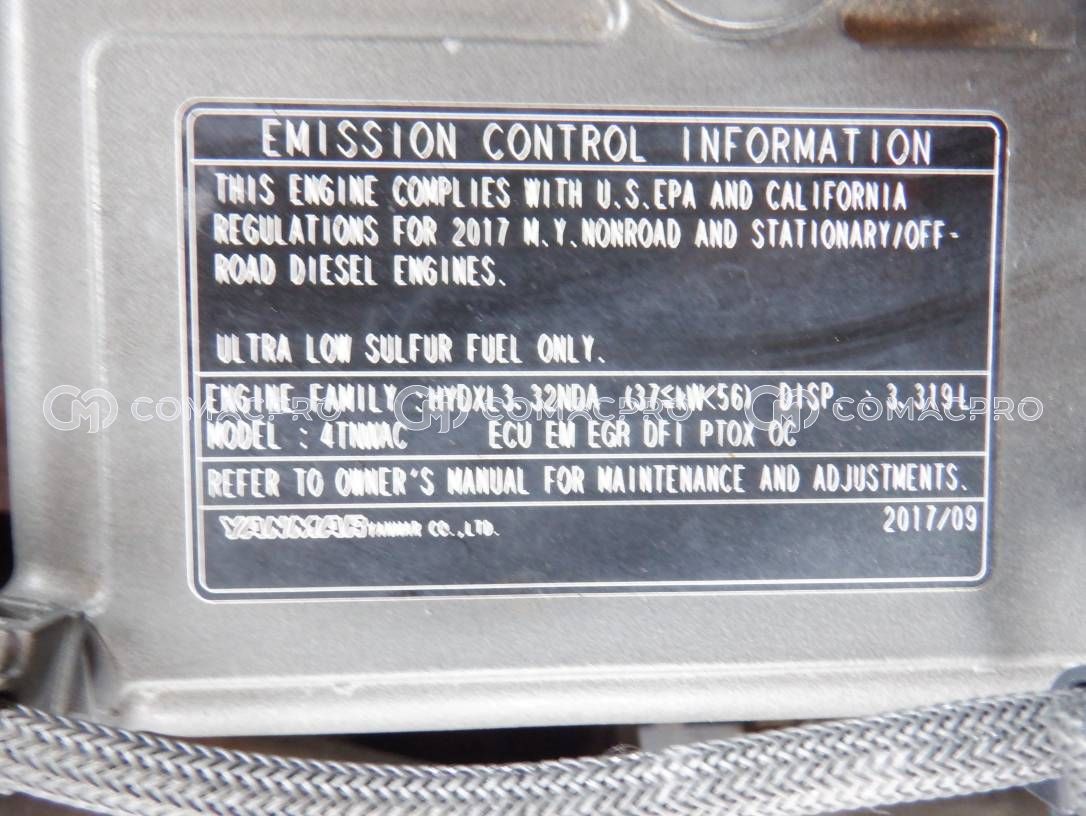 EMISSION CONTROL INFORMATION
THIS ENGINE COMPLIES WITH U.S.EPA AND CALIFORNIA
REGULATIONS FOR 2017 M.Y.NONROAD AND STATIONARY/OFF-
ROAD DIESEL ENGINES.
ULTRA LOW SULFUR FUEL ONLY.
ENGINE FAMILY :HYDXL3.32NDA (37≤kW<56) DISP. : 3.319L
COMACPRO COMACPRO COMACPRO
MODEL : 4TNWAC ECU EM EGR DFI PTOX OC
REFER TO OWNER'S MANUAL FOR MAINTENANCE AND ADJUSTMENTS.
YANMAR YANMAR CO.,LTD. 2017/09